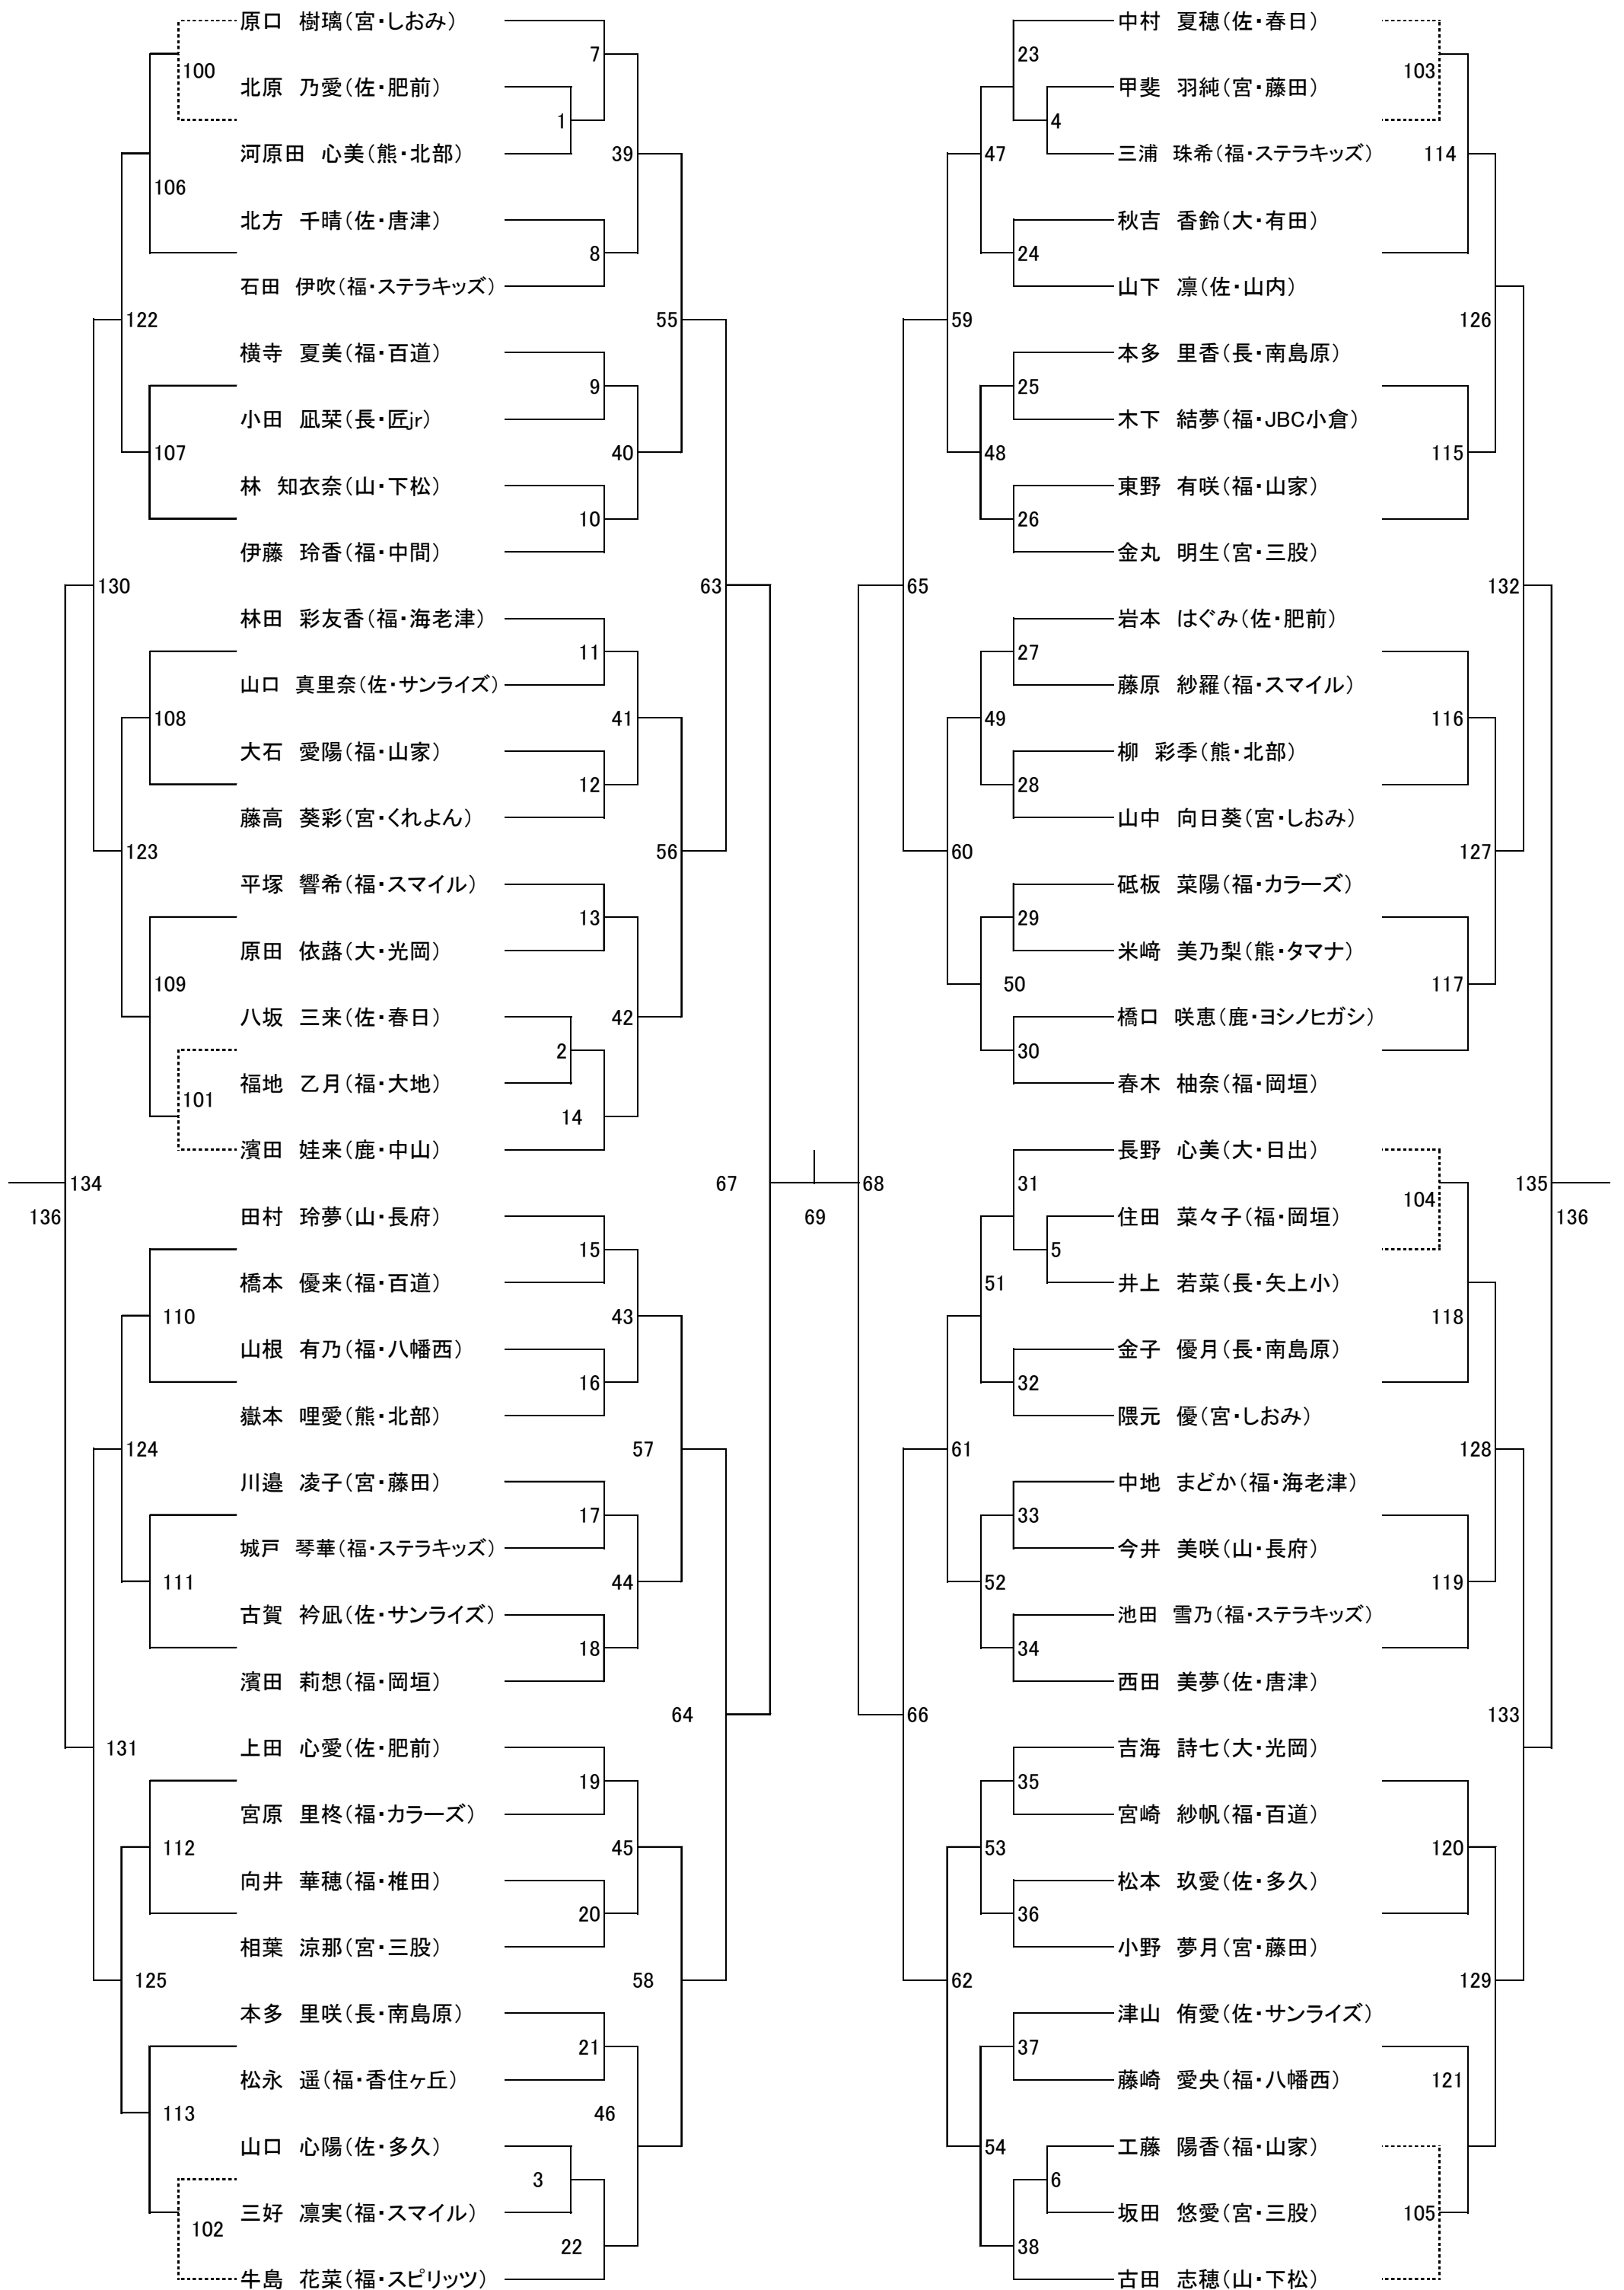 原口 樹璃(宮・しおみ)
7
100
北原 乃愛(佐・肥前)
1
河原田 心美(熊・北部)
39
106
北方 千晴(佐・唐津)
8
石田 伊吹(福・ステラキッズ)
122
55
横寺 夏美(福・百道)
9
小田 凪栞(長・匠jr)
107
40
林 知衣奈(山・下松)
10
伊藤 玲香(福・中間)
130
63
林田 彩友香(福・海老津)
11
山口 真里奈(佐・サンライズ)
108
41
大石 愛陽(福・山家)
12
藤高 葵彩(宮・くれよん)
123
56
平塚 響希(福・スマイル)
13
原田 依蕗(大・光岡)
109
八坂 三来(佐・春日)
42
2
福地 乙月(福・大地)
101
14
濱田 娃来(鹿・中山)
134
67
136
69
田村 玲夢(山・長府)
15
橋本 優来(福・百道)
110
43
山根 有乃(福・八幡西)
16
嶽本 哩愛(熊・北部)
124
57
川邉 凌子(宮・藤田)
17
城戸 琴華(福・ステラキッズ)
111
44
古賀 衿凪(佐・サンライズ)
18
濱田 莉想(福・岡垣)
64
131
上田 心愛(佐・肥前)
19
宮原 里柊(福・カラーズ)
112
45
向井 華穂(福・椎田)
20
相葉 涼那(宮・三股)
125
58
本多 里咲(長・南島原)
21
松永 遥(福・香住ヶ丘)
113
46
山口 心陽(佐・多久)
3
三好 凛実(福・スマイル)
102
22
牛島 花菜(福・スピリッツ)
中村 夏穂(佐・春日)
23
103
甲斐 羽純(宮・藤田)
4
三浦 珠希(福・ステラキッズ)
47
114
秋吉 香鈴(大・有田)
24
山下 凛(佐・山内)
59
126
本多 里香(長・南島原)
25
木下 結夢(福・JBC小倉)
48
115
東野 有咲(福・山家)
26
金丸 明生(宮・三股)
65
132
岩本 はぐみ(佐・肥前)
27
藤原 紗羅(福・スマイル)
49
116
柳 彩季(熊・北部)
28
山中 向日葵(宮・しおみ)
60
127
砥板 菜陽(福・カラーズ)
29
米﨑 美乃梨(熊・タマナ)
50
117
橋口 咲恵(鹿・ヨシノヒガシ)
30
春木 柚奈(福・岡垣)
長野 心美(大・日出)
68
31
104
135
136
住田 菜々子(福・岡垣)
5
井上 若菜(長・矢上小)
51
118
金子 優月(長・南島原)
32
隈元 優(宮・しおみ)
61
128
中地 まどか(福・海老津)
33
今井 美咲(山・長府)
52
119
池田 雪乃(福・ステラキッズ)
34
西田 美夢(佐・唐津)
66
133
吉海 詩七(大・光岡)
35
宮崎 紗帆(福・百道)
53
120
松本 玖愛(佐・多久)
36
小野 夢月(宮・藤田)
62
129
津山 侑愛(佐・サンライズ)
37
藤崎 愛央(福・八幡西)
121
54
工藤 陽香(福・山家)
6
坂田 悠愛(宮・三股)
105
38
古田 志穂(山・下松)